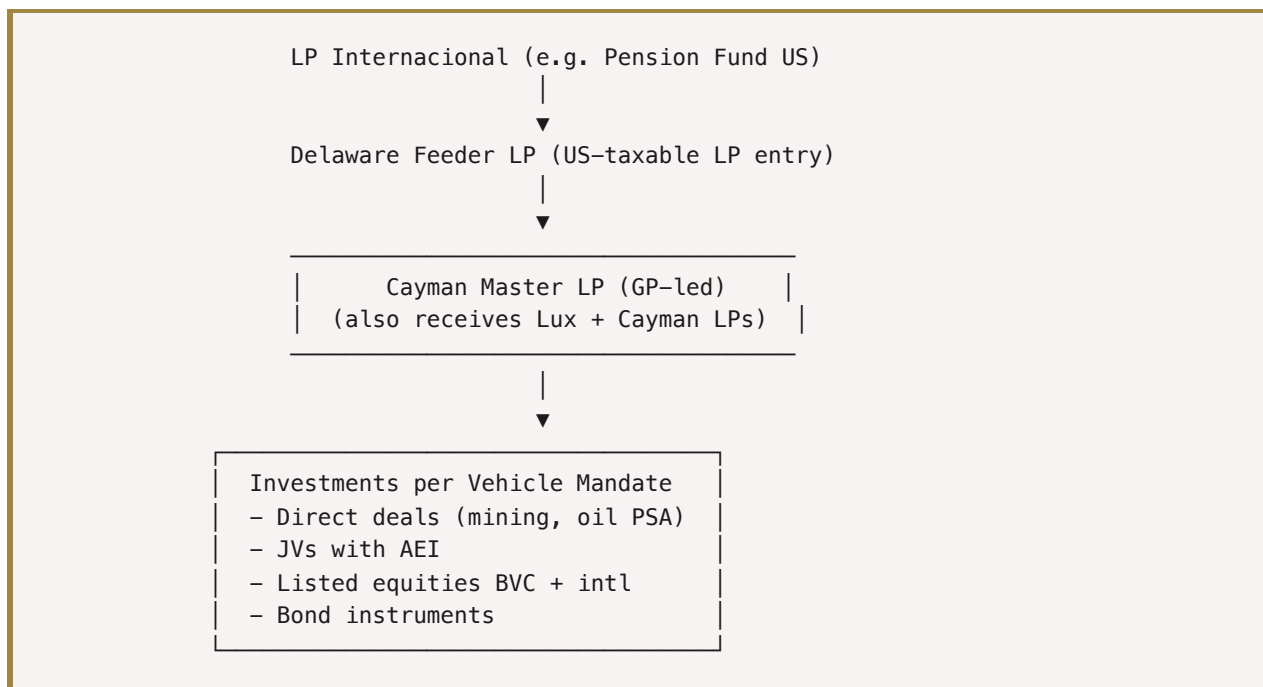 LP Internacional (e.g. Pension Fund US)
Delaware Feeder LP (US-taxable LP entry)
Cayman Master LP (GP-led)
(also receives Lux + Cayman LPs)
Investments per Vehicle Mandate
- Direct deals (mining, oil PSA)
- JVs with AEI
- Listed equities BVC + intl
- Bond instruments